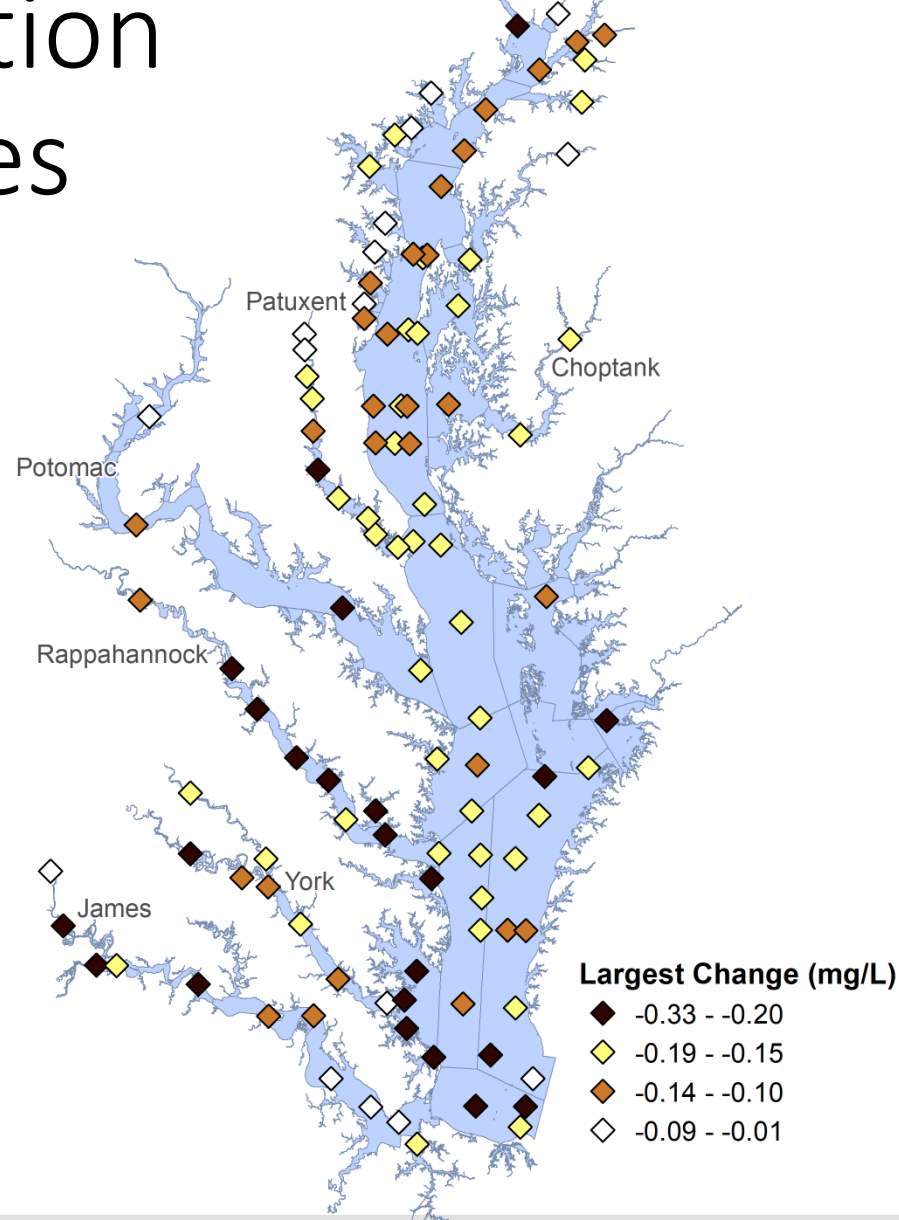 tion
es
Patuxent
Choptank
Potomac
Rappahannock
York
James
Largest Change (mg/L)
-0.33 - -0.20
-0.19 - -0.15
-0.14 - -0.10
-0.09 - -0.01